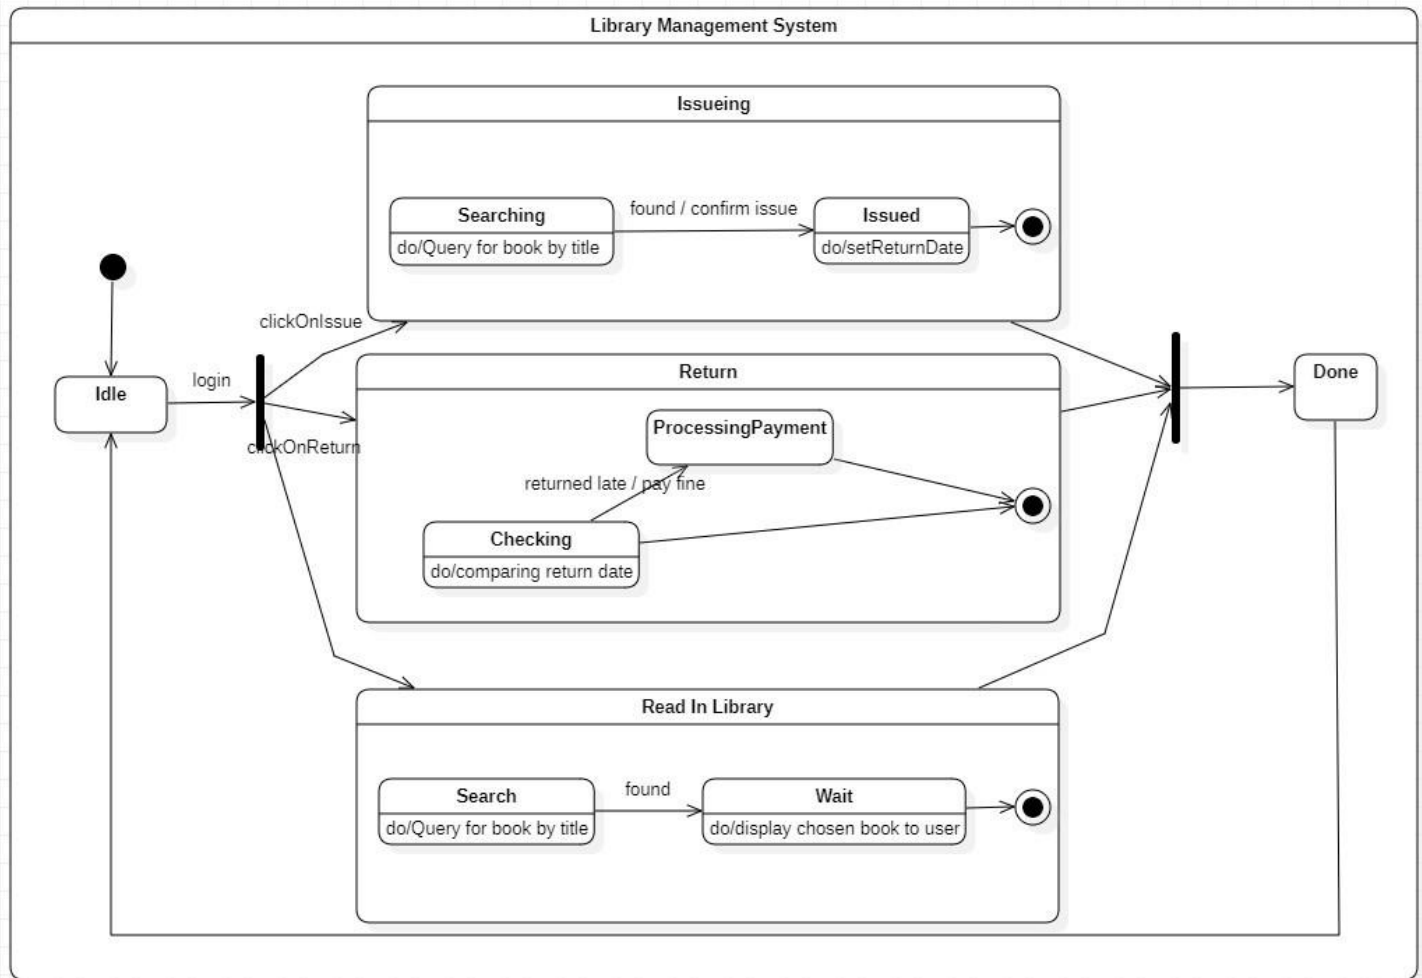 Library Management System
Issueing
Searching
do/Query for book by title
found / confirm issue
Issued
do/setReturnDate
clickOnIssue
Idle
login
clickOnReturn
Return
ProcessingPayment
returned late / pay fine
Checking
do/comparing return date
Done
Read In Library
Search
do/Query for book by title
found
Wait
do/display chosen book to user